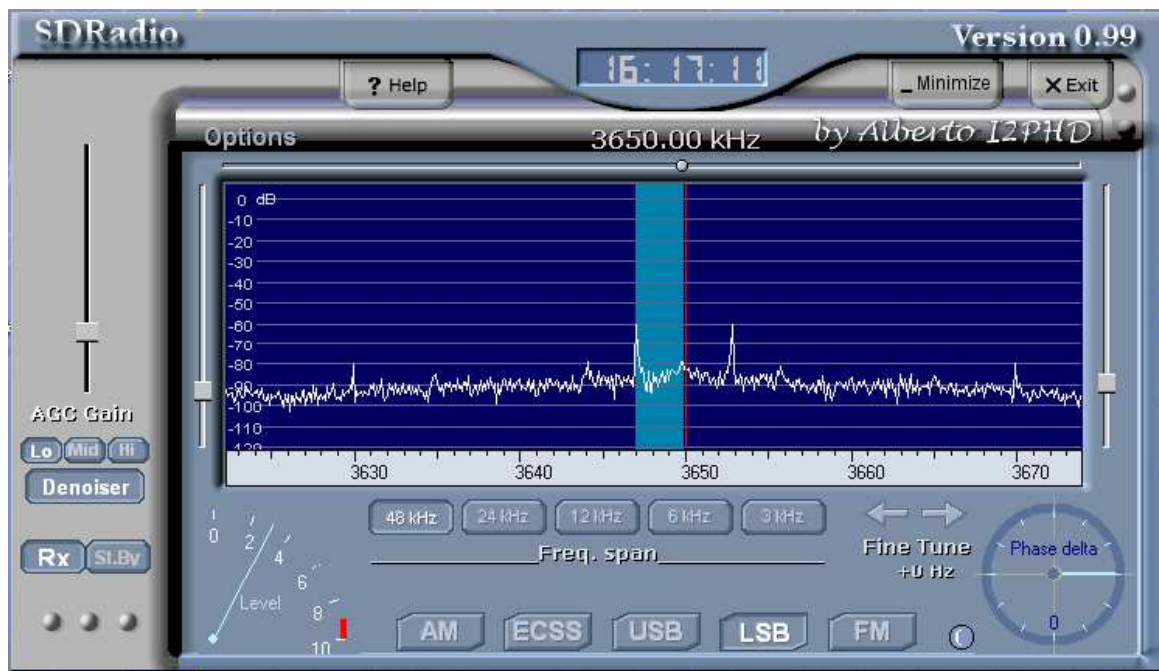 SDRadio
Version 0.99
16:17:11
? Help
Minimize
X Exit
Options
3650.00 kHz
by Alberto I2PHD
0 dB
-10
-20
-30
-40
-50
-60
-70
-80
-90
-100
-110
-120
3630 3640 3650 3660 3670
AGC Gain
Lo Mid Hi
Denoiser
Rx St.By
48 kHz 24 kHz 12 kHz 6 kHz 3 kHz
Freq. span
Fine Tune
+0 Hz
Phase delta
0
0 2 4 6 8 10
Level
AM ECSS USB LSB FM
C